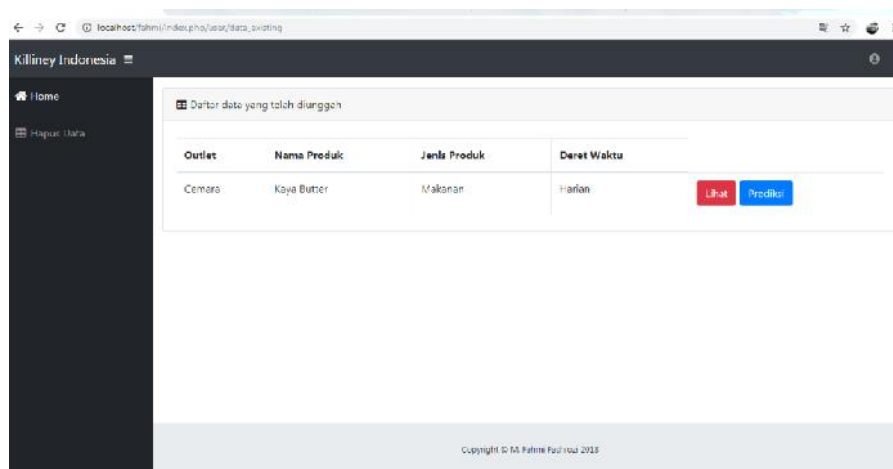 localhost/fahmi/index.php/user/data_existing
Killiney Indonesia
Home
Hapus Data
Daftar data yang telah diunggah
Outlet Nama Produk Jenis Produk Deret Waktu
Cemara Kaya Butter Makanan Harian Lihat Prediksi
Copyright © M. Fahmi Fachrozi 2018